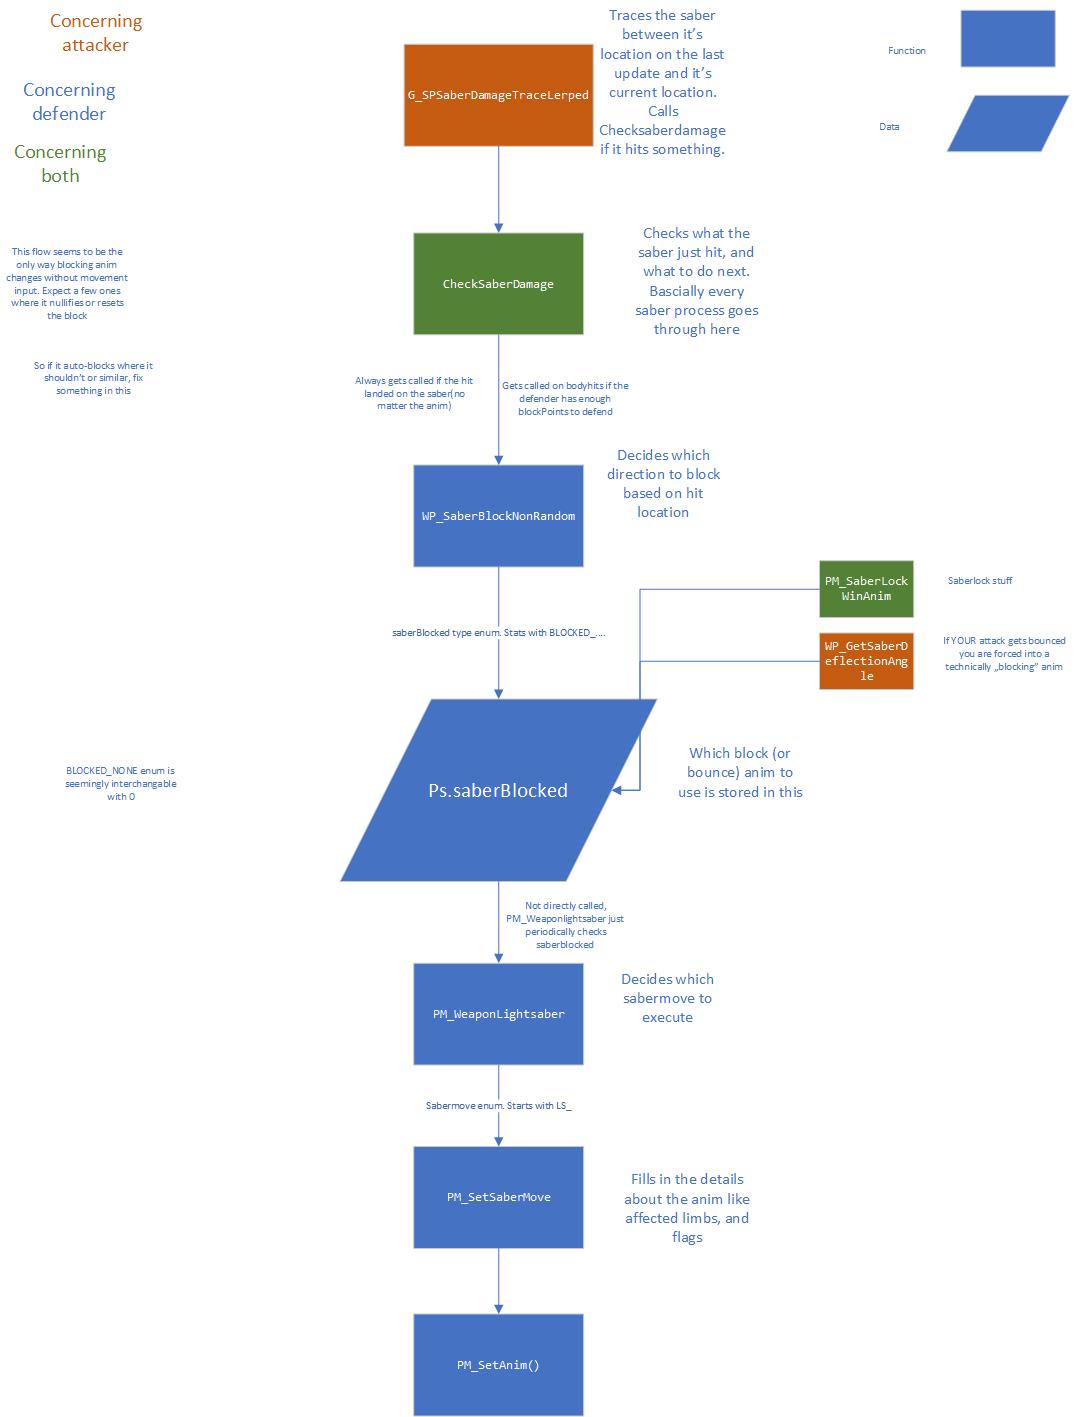 Concerning
attacker
Concerning
defender
Concerning
both
This flow seems to be the
only way blocking anim
changes without movement
input. Expect a few ones
where it nullifies or resets
the block
So if it auto-blocks where it
shouldn't or similar, fix
something in this
G_SPSaberDamageTraceLerped
Traces the saber
between it's
location on the last
update and it's
current location.
Calls
Checksaberdamage
if it hits something.
Function
Data
CheckSaberDamage
Checks what the
saber just hit, and
what to do next.
Bascially every
saber process goes
through here
Always gets called if the hit
landed on the saber(no
matter the anim)
Gets called on bodyhits if the
defender has enough
blockPoints to defend
WP_SaberBlockNonRandom
Decides which
direction to block
based on hit
location
saberBlocked type enum. Stats with BLOCKED_....
PM_SaberLock
WinAnim
Saberlock stuff
WP_GetSaberD
eflectionAng
le
If YOUR attack gets bounced
you are forced into a
technically „blocking" anim
Ps.saberBlocked
Which block (or
bounce) anim to
use is stored in this
BLOCKED_NONE enum is
seemingly interchangable
with 0
Not directly called,
PM_Weaponlightsaber just
periodically checks
saberblocked
PM_WeaponLightsaber
Decides which
sabermove to
execute
Sabermove enum. Starts with LS_
PM_SetSaberMove
Fills in the details
about the anim like
affected limbs, and
flags
PM_SetAnim()